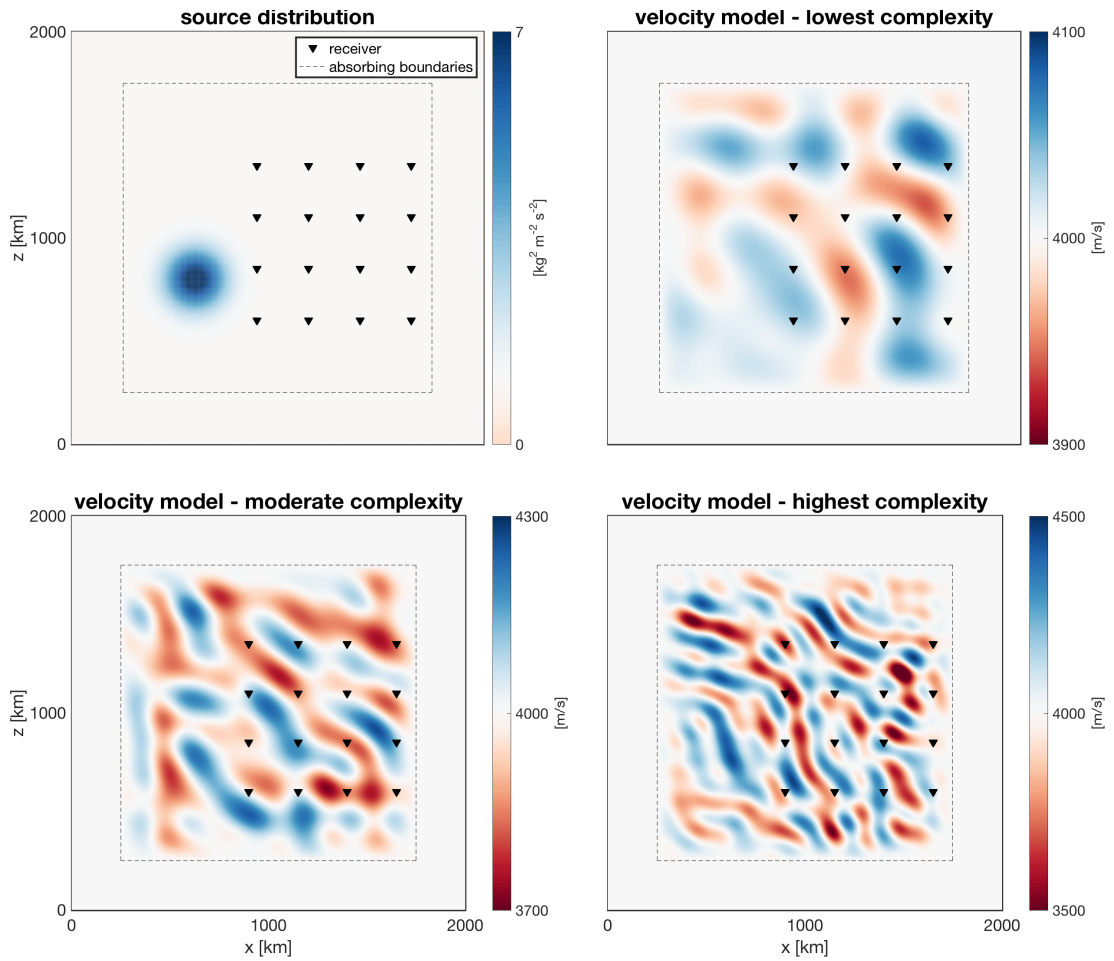 source distribution
2000
1000
0
z [km]
receiver
absorbing boundaries
7
0
[kg² m⁻² s⁻²]
velocity model - lowest complexity
4100
4000
3900
[m/s]
velocity model - moderate complexity
2000
1000
0
z [km]
0
1000
2000
x [km]
4300
4000
3700
[m/s]
velocity model - highest complexity
0
1000
2000
x [km]
4500
4000
3500
[m/s]